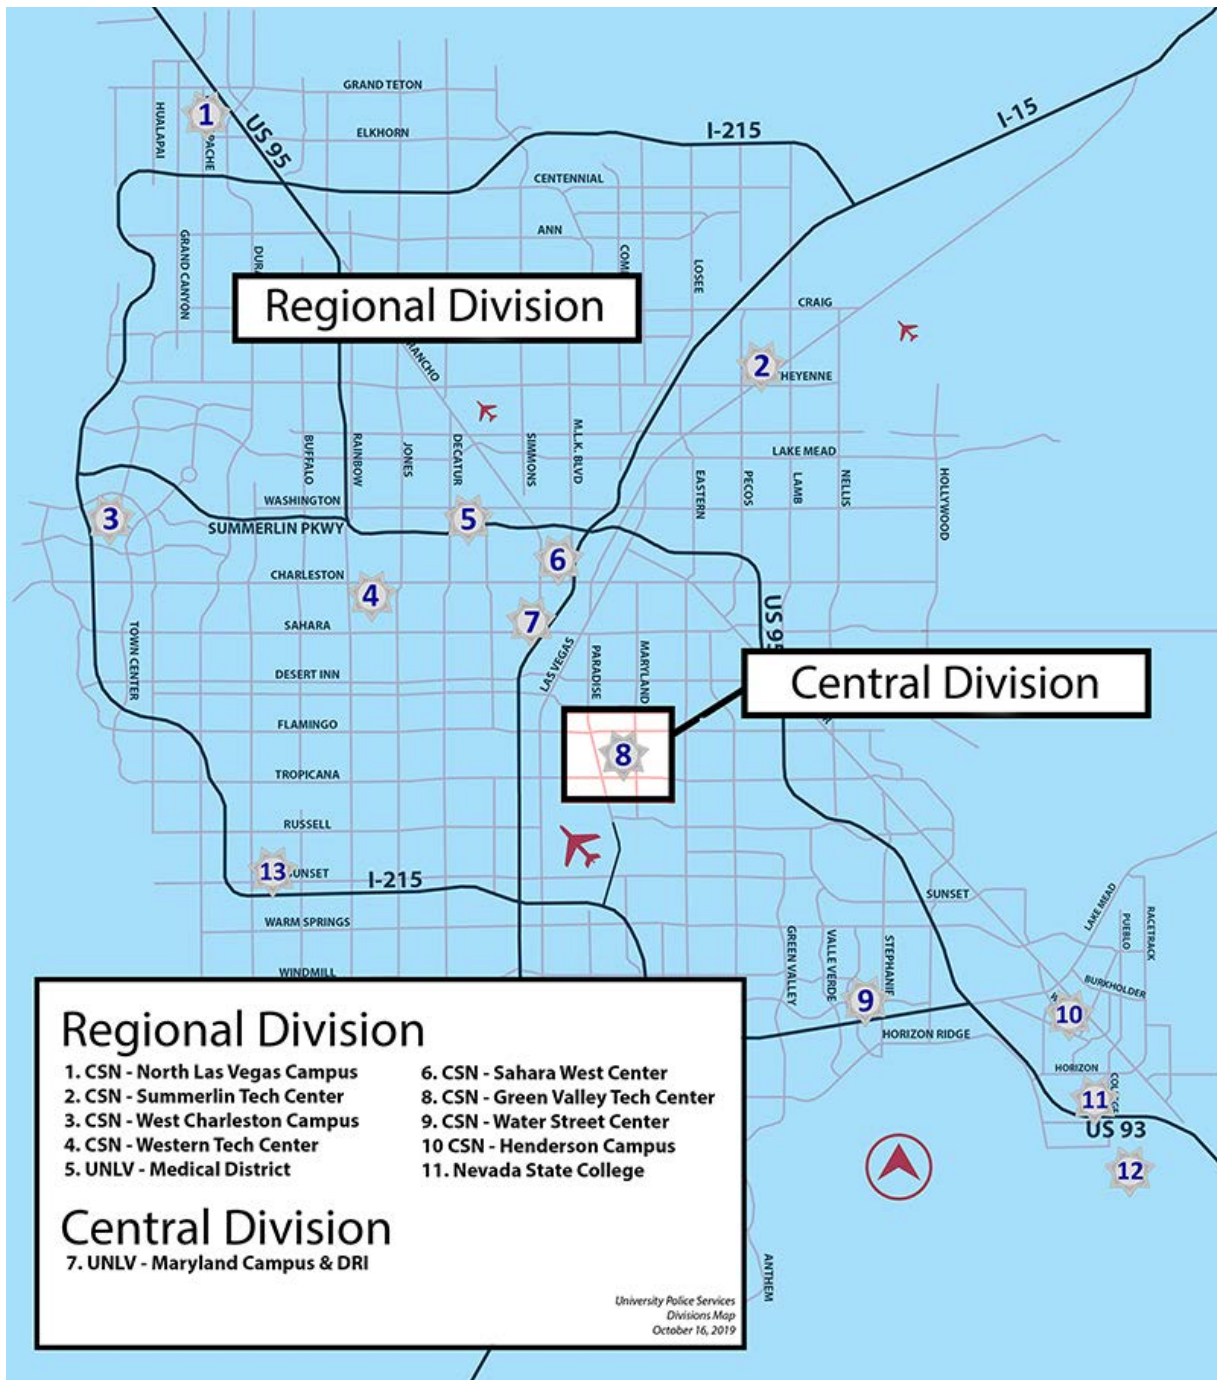 GRAND TETON
HUALAPAI
1
PACHE
US 95
ELKHORN
I-215
I-15
CENTENNIAL
ANN
GRAND CANYON
LOSEE
Regional Division
CRAIG
RANCHO
2
HEYENNE
BUFFALO
RAINBOW
JONES
DECATUR
SIMMONS
M.L.K. BLVD
LAKE MEAD
EASTERN
PECOS
LAMB
NELLIS
HOLLYWOOD
WASHINGTON
3
SUMMERLIN PKWY
5
6
CHARLESTON
4
US 95
7
SAHARA
TOWN CENTER
LAS VEGAS
PARADISE
MARYLAND
DESERT INN
Central Division
FLAMINGO
8
TROPICANA
RUSSELL
13
UNSET
I-215
SUNSET
WARM SPRINGS
LAKE MEAD
PUEBLO
RACETRACK
GREEN VALLEY
VALLE VERDE
STEPHANIE
WINDMILL
BURKHOLDER
9
10
HORIZON RIDGE
HORIZON
11
US 93
12
ANTHEM
Regional Division
1. CSN - North Las Vegas Campus
2. CSN - Summerlin Tech Center
3. CSN - West Charleston Campus
4. CSN - Western Tech Center
5. UNLV - Medical District
6. CSN - Sahara West Center
8. CSN - Green Valley Tech Center
9. CSN - Water Street Center
10 CSN - Henderson Campus
11. Nevada State College
Central Division
7. UNLV - Maryland Campus & DRI
University Police Services
Divisions Map
October 16, 2019